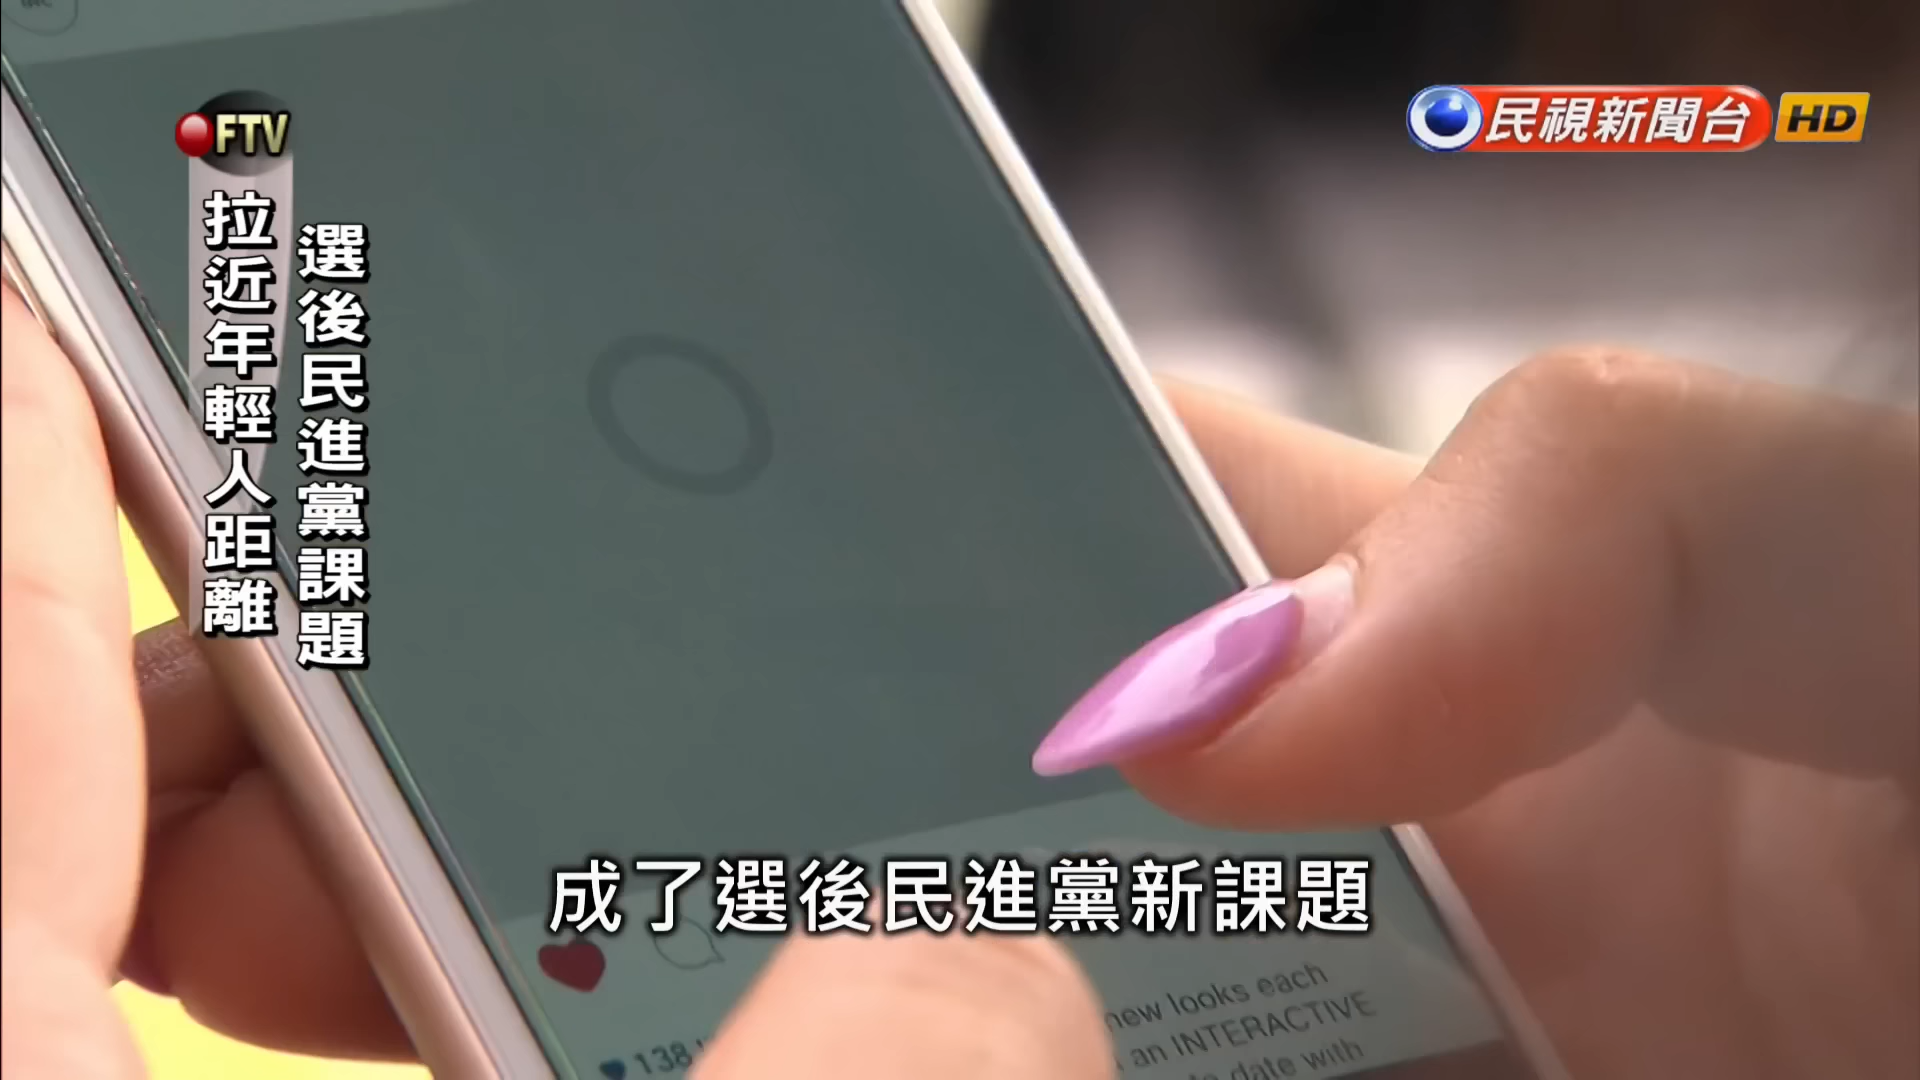 FTV
民視新聞台 HD
選後民進黨課題
拉近年輕人距離
成了選後民進黨新課題
138
new looks each
an INTERACTIVE
date with